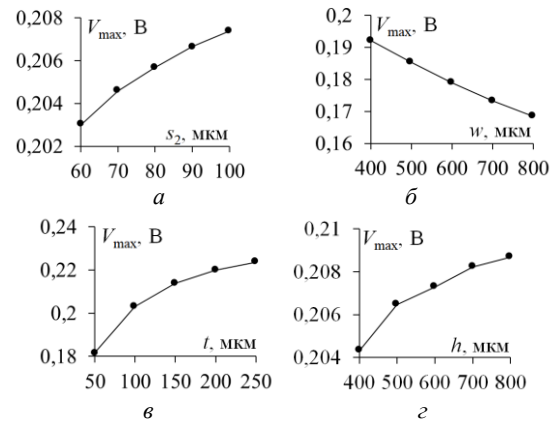 0,208
V_max, В
0,206
0,204
0,202
s₂, мкм
60 70 80 90 100
а
0,2
V_max, В
0,19
0,18
0,17
0,16
w, мкм
400 500 600 700 800
б
0,24
V_max, В
0,22
0,2
0,18
t, мкм
50 100 150 200 250
в
0,21
V_max, В
0,208
0,206
0,204
h, мкм
400 500 600 700 800
г